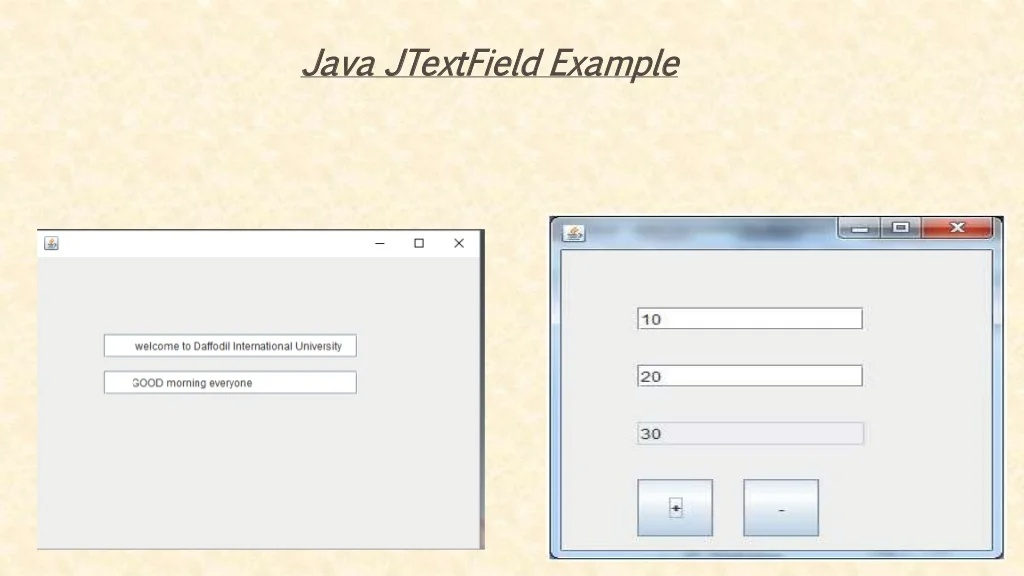 Java JTextField Example
welcome to Daffodil International University
GOOD morning everyone
10
20
30
+ -